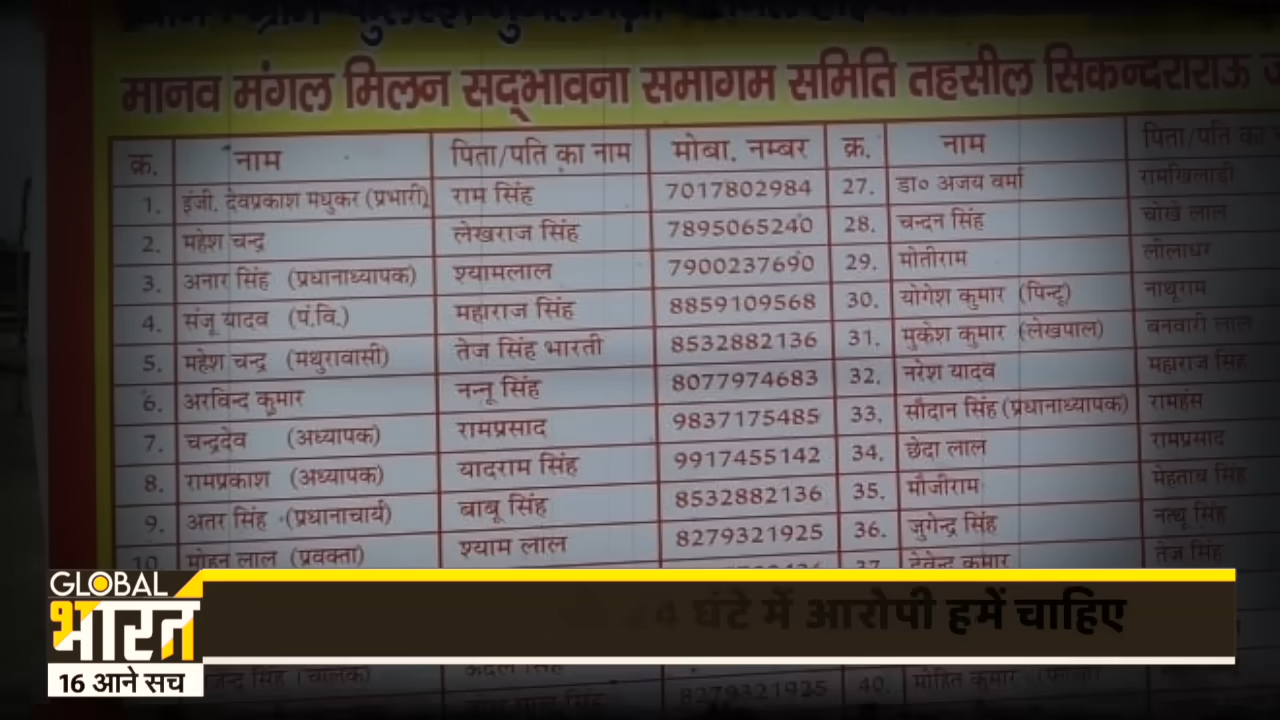 मानव मंगल मिलन सद्भावना समागम समिति तहसील सिकन्दराराऊ
क्र. नाम पिता/पति का नाम मोबा. नम्बर क्र. नाम पिता/पति का
1. इंजी. देवप्रकाश मधुकर (प्रभारी) राम सिंह 7017802984 27. डा० अजय वर्मा रामखिलाड़ी
2. महेश चन्द्र लेखराज सिंह 7895065240 28. चन्दन सिंह चोखे लाल
3. अनार सिंह (प्रधानाध्यापक) श्यामलाल 7900237690 29. मोतीराम लीलाधर
4. संजू यादव (पं.वि.) महाराज सिंह 8859109568 30. योगेश कुमार (पिन्टू) नाथूराम
5. महेश चन्द्र (मथुरावासी) तेज सिंह भारती 8532882136 31. मुकेश कुमार (लेखपाल) बनवारी लाल
6. अरविन्द कुमार नन्नू सिंह 8077974683 32. नरेश यादव महाराज सिंह
7. चन्द्रदेव (अध्यापक) रामप्रसाद 9837175485 33. सौदान सिंह (प्रधानाध्यापक) रामहंस
8. रामप्रकाश (अध्यापक) यादराम सिंह 9917455142 34. छेदा लाल रामप्रसाद
9. अतर सिंह (प्रधानाचार्य) बाबू सिंह 8532882136 35. मौजीराम मेहताब सिंह
10 मोहन लाल (प्रवक्ता) श्याम लाल 8279321925 36. जुगेन्द्र सिंह नत्थू सिंह
37. देवेन्द्र कुमार तेज सिंह
GLOBAL
भारत
16 आने सच
4 घंटे में आरोपी हमें चाहिए
सिंह (चालक) 8279321925 40. मोहित कुमार